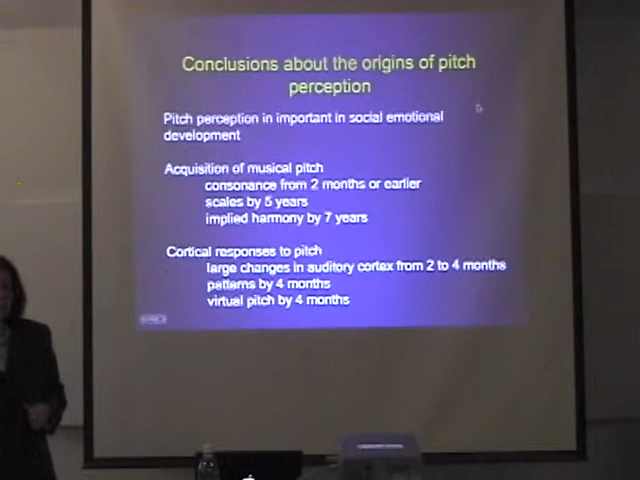 Conclusions about the origins of pitch
perception
Pitch perception in important in social emotional
development
Acquisition of musical pitch
consonance from 2 months or earlier
scales by 5 years
implied harmony by 7 years
Cortical responses to pitch
large changes in auditory cortex from 2 to 4 months
patterns by 4 months
virtual pitch by 4 months